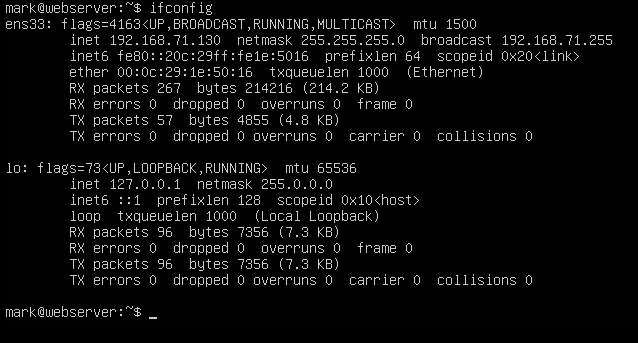 mark@webserver:~$ ifconfig
ens33: flags=4163<UP,BROADCAST,RUNNING,MULTICAST>  mtu 1500
        inet 192.168.71.130  netmask 255.255.255.0  broadcast 192.168.71.255
        inet6 fe80::20c:29ff:fe1e:5016  prefixlen 64  scopeid 0x20<link>
        ether 00:0c:29:1e:50:16  txqueuelen 1000  (Ethernet)
        RX packets 267  bytes 214216 (214.2 KB)
        RX errors 0  dropped 0  overruns 0  frame 0
        TX packets 57  bytes 4855 (4.8 KB)
        TX errors 0  dropped 0 overruns 0  carrier 0  collisions 0

lo: flags=73<UP,LOOPBACK,RUNNING>  mtu 65536
        inet 127.0.0.1  netmask 255.0.0.0
        inet6 ::1  prefixlen 128  scopeid 0x10<host>
        loop  txqueuelen 1000  (Local Loopback)
        RX packets 96  bytes 7356 (7.3 KB)
        RX errors 0  dropped 0  overruns 0  frame 0
        TX packets 96  bytes 7356 (7.3 KB)
        TX errors 0  dropped 0 overruns 0  carrier 0  collisions 0

mark@webserver:~$ _